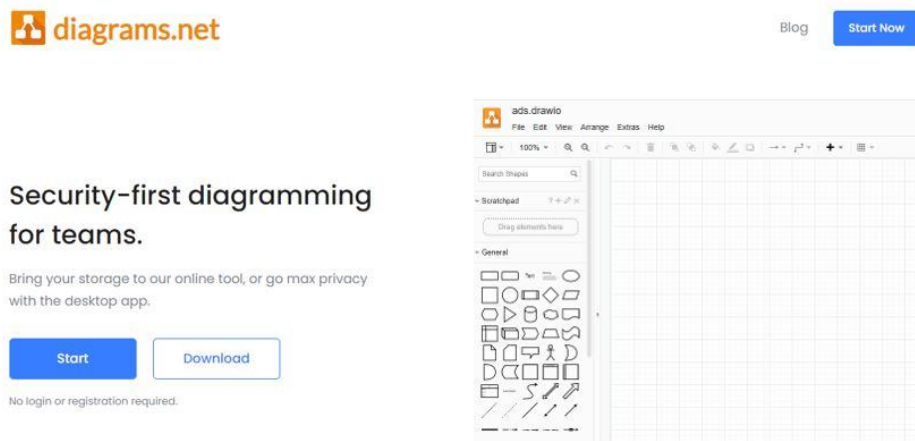 diagrams.net
Blog
Start Now
Security-first diagramming
for teams.
Bring your storage to our online tool, or go max privacy
with the desktop app.
Start
Download
No login or registration required.
ads.drawio
File Edit View Arrange Extras Help
100%
Search Shapes
Scratchpad
Drag elements here
General
Text